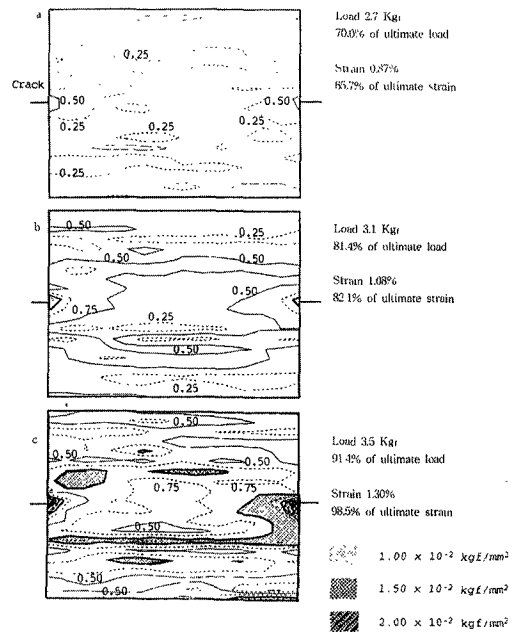 a
Load 2.7 Kgf
70.0% of ultimate load
0.25
Strain 0.87%
65.7% of ultimate strain
Crack
0.50
0.50
0.25
0.25
0.25
0.25
b
0.50
Load 3.1 Kgf
0.25
81.4% of ultimate load
0.50
0.50
Strain 1.08%
82.1% of ultimate strain
0.75
0.25
0.50
0.25
c
Load 3.5 Kgf
0.50
0.50
91.4% of ultimate load
0.75
0.75
Strain 1.30%
98.5% of ultimate strain
0.50
1.00 × 10⁻² kgf/mm²
0.50
1.50 × 10⁻² kgf/mm²
0.50
2.00 × 10⁻² kgf/mm²